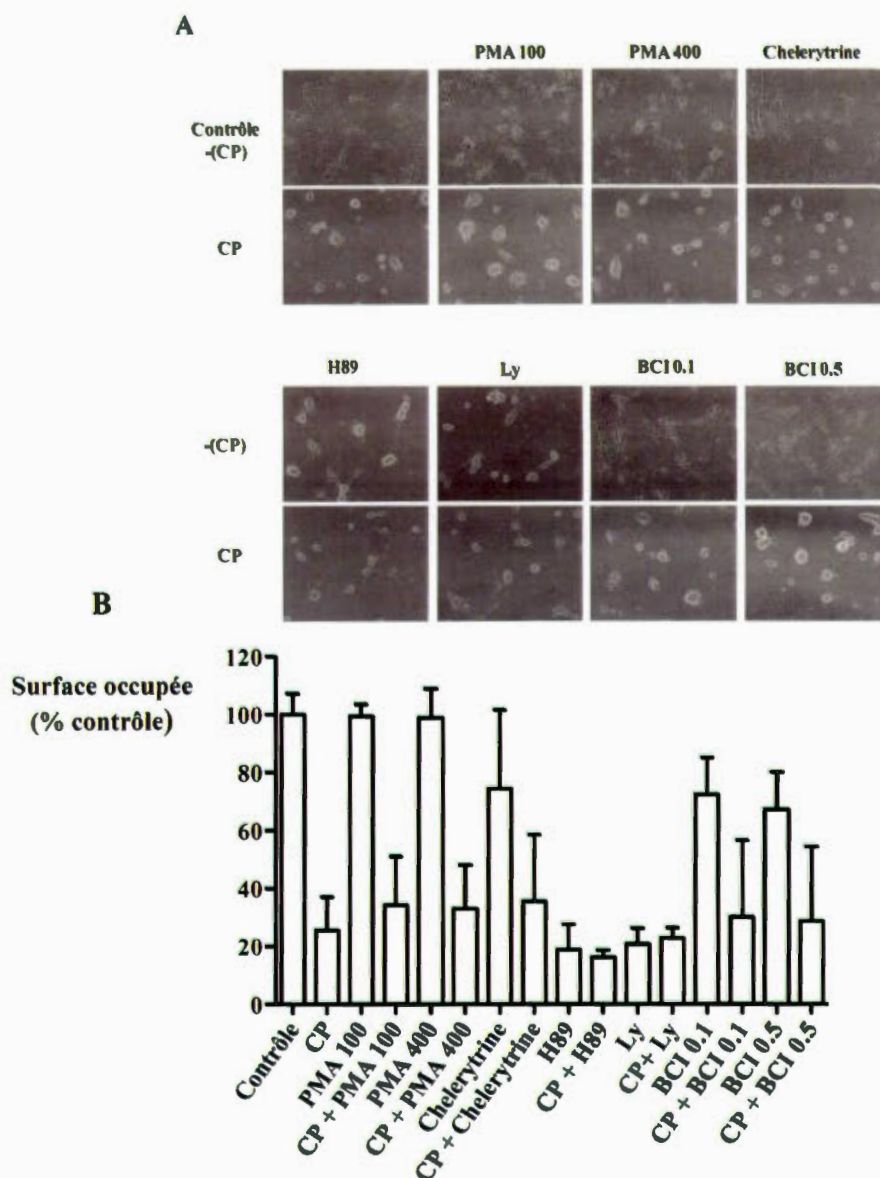 A
PMA 100 PMA 400 Chelerytrine
Contrôle
-(CP)
CP
H89 Ly BCI 0.1 BCI 0.5
-(CP)
CP
B
Surface occupée
(% contrôle)
120
100
80
60
40
20
0
Contrôle
CP
PMA 100
CP + PMA 100
PMA 400
CP + PMA 400
Chelerytrine
CP + Chelerytrine
H89
CP + H89
Ly
CP+ Ly
BCI 0.1
CP + BCI 0.1
BCI 0.5
CP + BCI 0.5